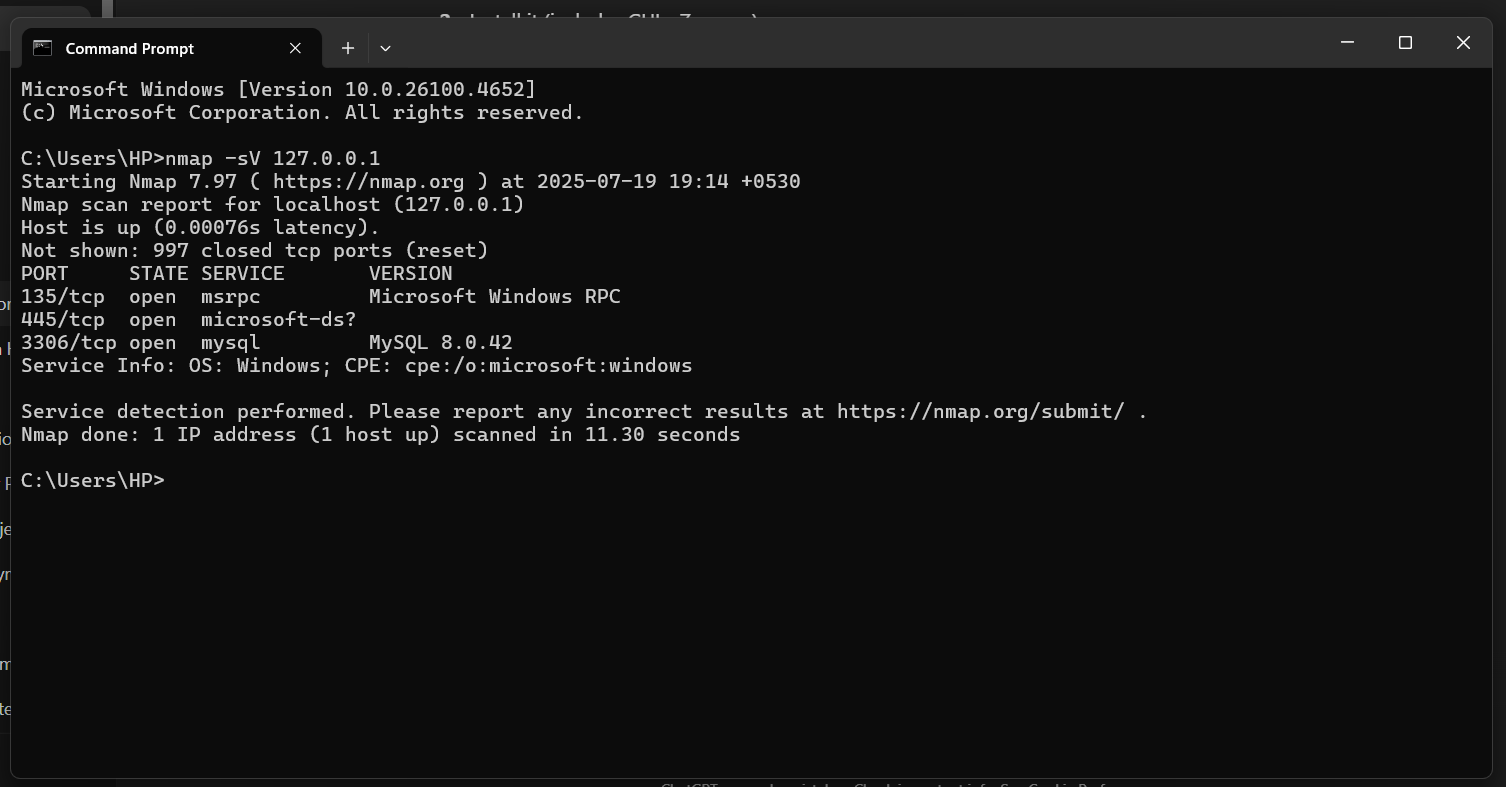 Command Prompt
Microsoft Windows [Version 10.0.26100.4652]
(c) Microsoft Corporation. All rights reserved.
C:\Users\HP>nmap -sV 127.0.0.1
Starting Nmap 7.97 ( https://nmap.org ) at 2025-07-19 19:14 +0530
Nmap scan report for localhost (127.0.0.1)
Host is up (0.00076s latency).
Not shown: 997 closed tcp ports (reset)
PORT     STATE SERVICE       VERSION
135/tcp  open  msrpc         Microsoft Windows RPC
445/tcp  open  microsoft-ds?
3306/tcp open  mysql         MySQL 8.0.42
Service Info: OS: Windows; CPE: cpe:/o:microsoft:windows
Service detection performed. Please report any incorrect results at https://nmap.org/submit/ .
Nmap done: 1 IP address (1 host up) scanned in 11.30 seconds
C:\Users\HP>